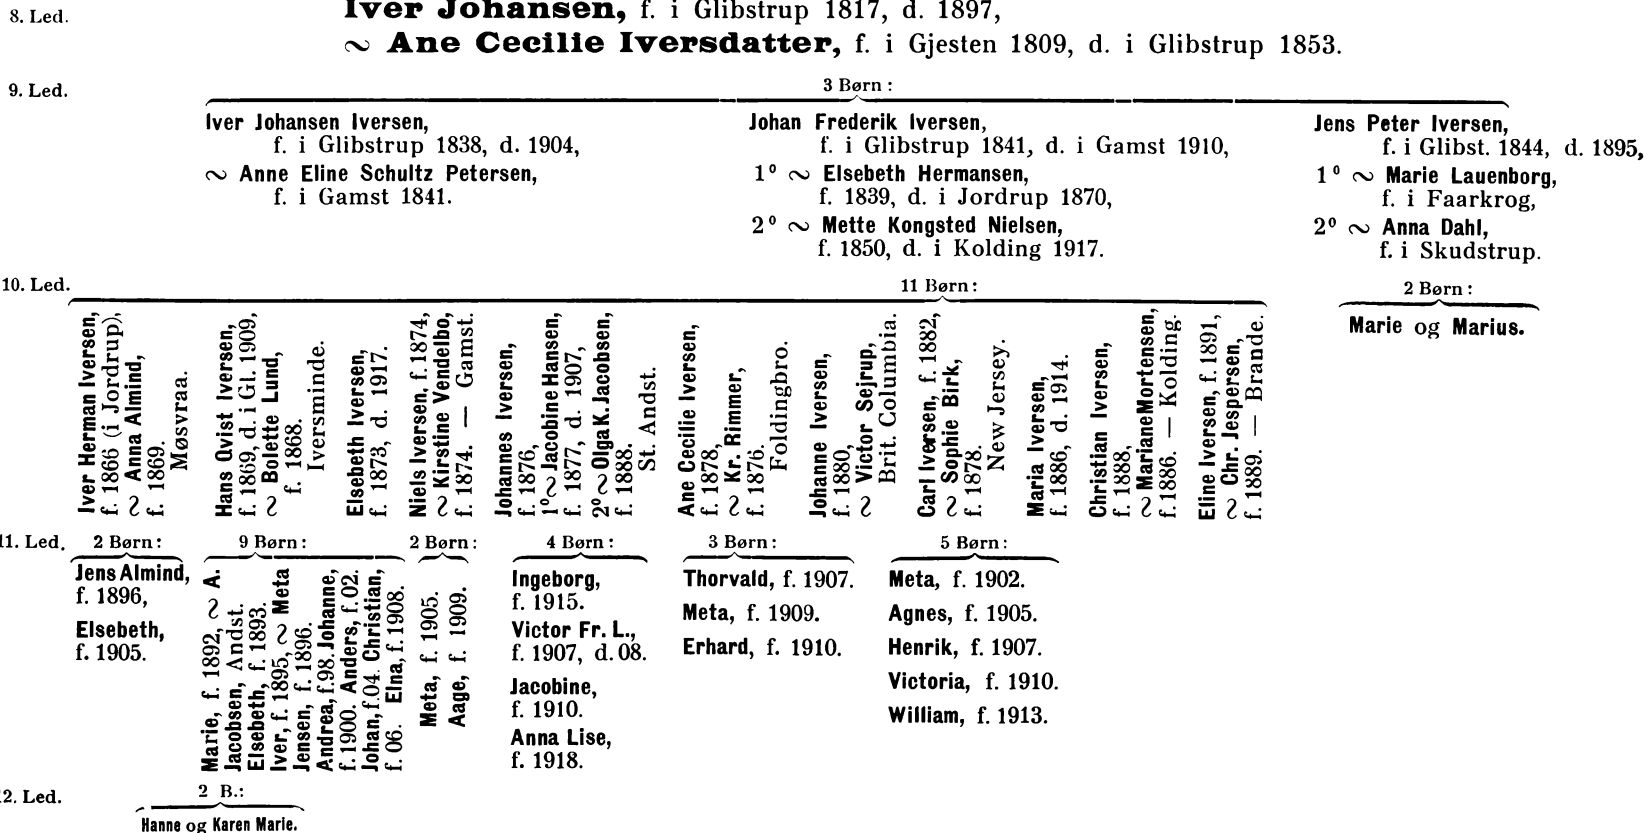 8. Led.
Iver Johansen, f. i Glibstrup 1817, d. 1897,
∾ Ane Cecilie Iversdatter, f. i Gjesten 1809, d. i Glibstrup 1853.
9. Led.
3 Børn:
Iver Johansen Iversen,
f. i Glibstrup 1838, d. 1904,
∾ Anne Eline Schultz Petersen,
f. i Gamst 1841.
Johan Frederik Iversen,
f. i Glibstrup 1841, d. i Gamst 1910,
1⁰ ∾ Elsebeth Hermansen,
f. 1839, d. i Jordrup 1870,
2⁰ ∾ Mette Kongsted Nielsen,
f. 1850, d. i Kolding 1917.
Jens Peter Iversen,
f. i Glibst. 1844, d. 1895,
1⁰ ∾ Marie Lauenborg,
f. i Faarkrog,
2⁰ ∾ Anna Dahl,
f. i Skudstrup.
10. Led.
11 Børn:
2 Børn:
Marie og Marius.
Iver Herman Iversen,
f. 1866 (i Jordrup),
∾ Anna Almind,
f. 1869.
Møsvraa.
Hans Qvist Iversen,
f. 1869, d. i Gl. 1909,
∾ Bolette Lund,
f. 1868.
Iversminde.
Elsebeth Iversen,
f. 1873, d. 1917.
Niels Iversen, f. 1874,
∾ Kirstine Vendelbo,
f. 1874. — Gamst.
Johannes Iversen,
f. 1876,
1⁰ ∾ Jacobine Hansen,
f. 1877, d. 1907,
2⁰ ∾ Olga K. Jacobsen,
f. 1888.
St. Andst.
Ane Cecilie Iversen,
f. 1878,
∾ Kr. Rimmer,
f. 1876.
Foldingbro.
Johanne Iversen,
f. 1880,
∾ Victor Sejrup,
Brit. Columbia.
Carl Iversen, f. 1882,
∾ Sophie Birk,
f. 1878.
New Jersey.
Maria Iversen,
f. 1886, d. 1914.
Christian Iversen,
f. 1888,
∾ Mariane Mortensen,
f. 1886. — Kolding.
Eline Iversen, f. 1891,
∾ Chr. Jespersen,
f. 1889. — Brande.
11. Led.
2 Børn:
9 Børn:
2 Børn:
4 Børn:
3 Børn:
5 Børn:
Jens Almind,
f. 1896,
Elsebeth,
f. 1905.
Marie, f. 1892, ∾ A.
Jacobsen, Andst.
Elsebeth, f. 1893.
Iver, f. 1895, ∾ Meta
Jensen, f. 1896.
Andrea, f. 98. Johanne,
f. 1900. Anders, f. 02.
Johan, f. 04. Christian,
f. 06. Elna, f. 1908.
Meta, f. 1905.
Aage, f. 1909.
Ingeborg,
f. 1915.
Victor Fr. L.,
f. 1907, d. 08.
Jacobine,
f. 1910.
Anna Lise,
f. 1918.
Thorvald, f. 1907.
Meta, f. 1909.
Erhard, f. 1910.
Meta, f. 1902.
Agnes, f. 1905.
Henrik, f. 1907.
Victoria, f. 1910.
William, f. 1913.
12. Led.
2 B.:
Hanne og Karen Marie.